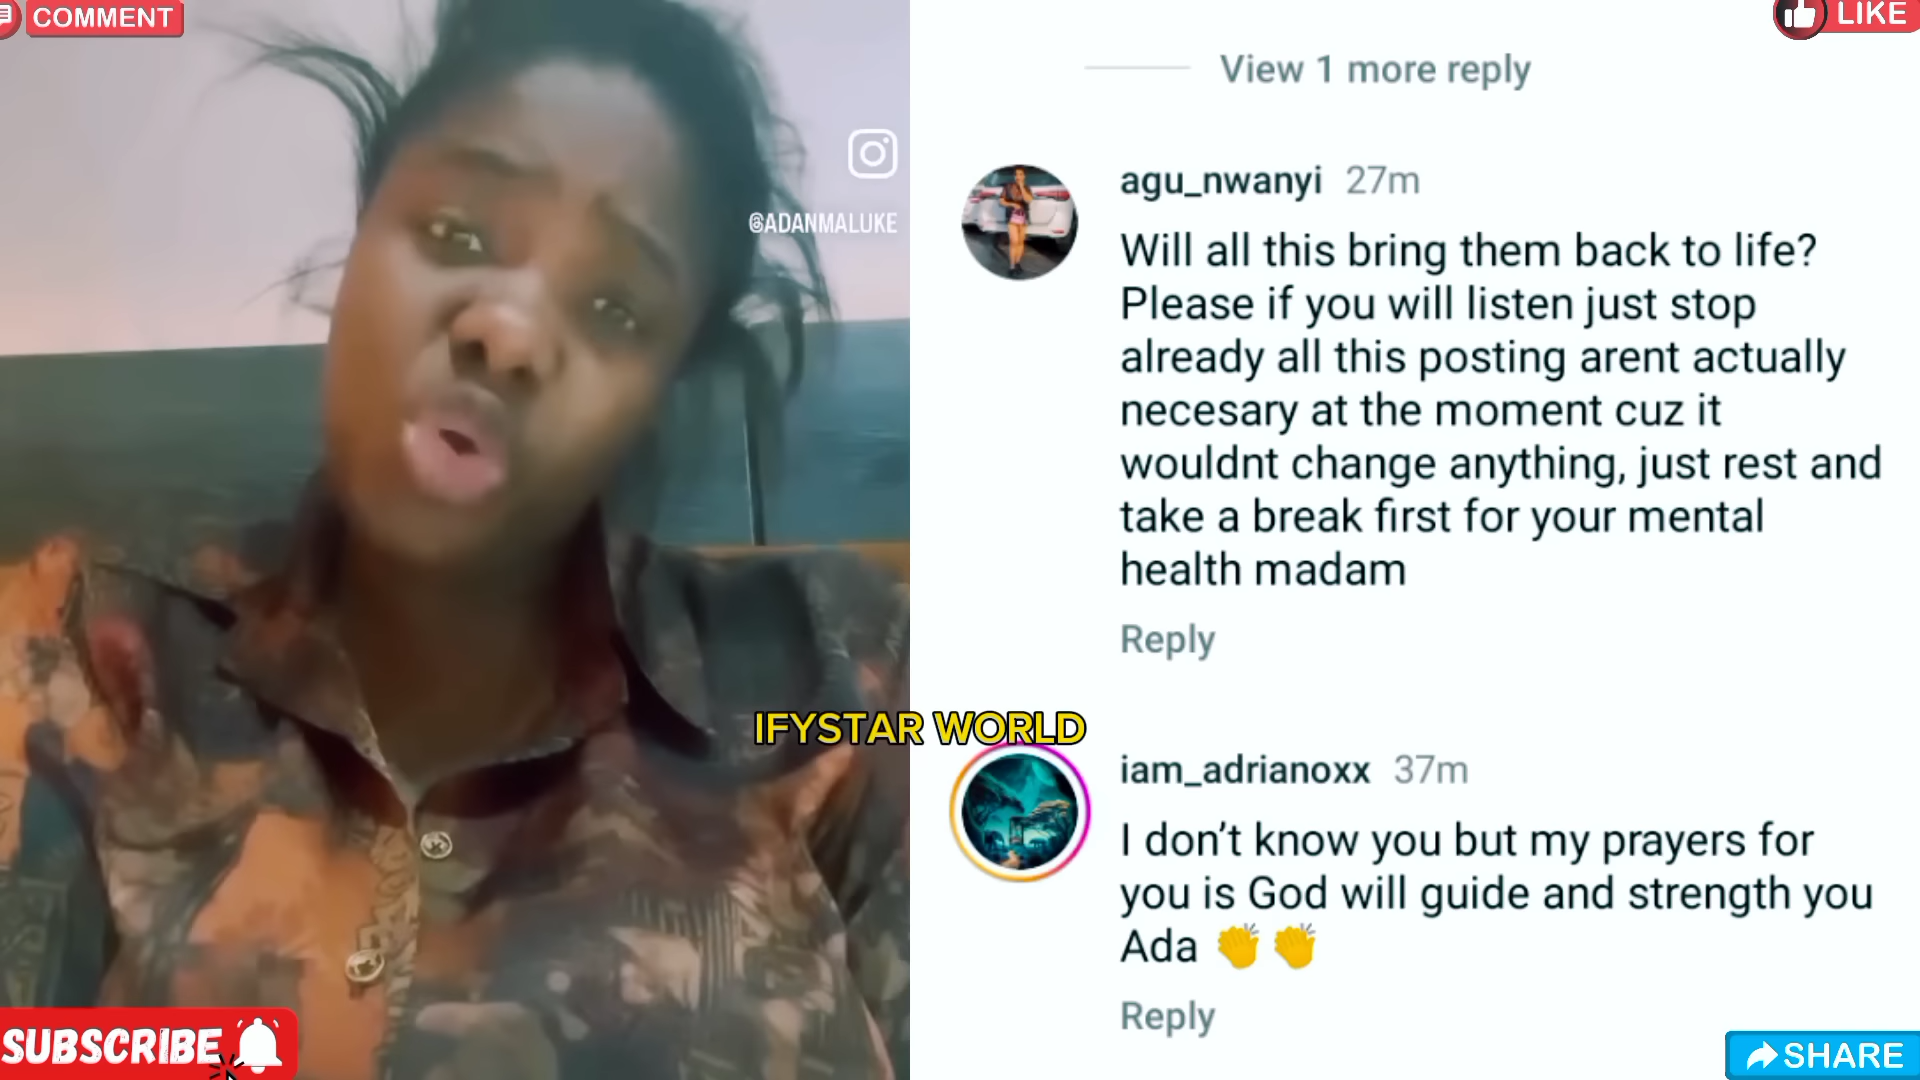 COMMENT
LIKE
View 1 more reply
@ADANMALUKE
agu_nwanyi 27m
Will all this bring them back to life?
Please if you will listen just stop
already all this posting arent actually
necesary at the moment cuz it
wouldnt change anything, just rest and
take a break first for your mental
health madam
Reply
IFYSTAR WORLD
iam_adrianoxx 37m
I don’t know you but my prayers for
you is God will guide and strength you
Ada 👏 👏
Reply
SUBSCRIBE
SHARE